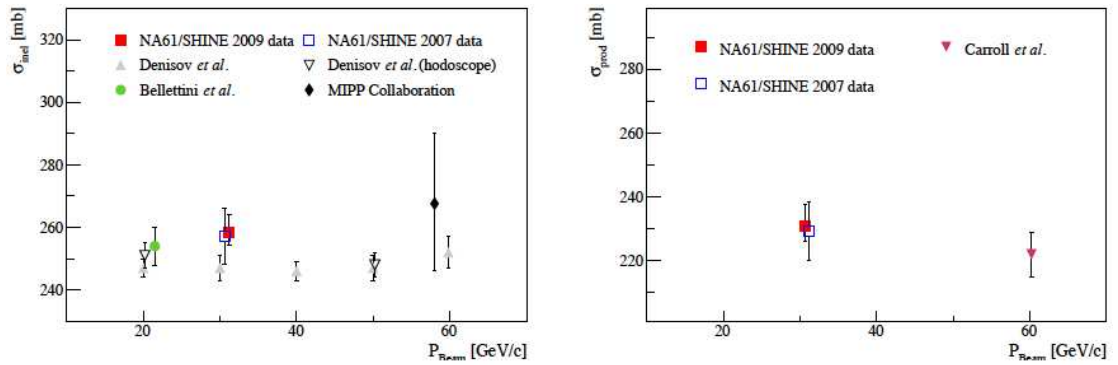 σinel [mb]
320
300
280
260
240
NA61/SHINE 2009 data
NA61/SHINE 2007 data
Denisov et al.
Denisov et al.(hodoscope)
Bellettini et al.
MIPP Collaboration
20
40
60
PBeam [GeV/c]
σprod [mb]
280
260
240
220
NA61/SHINE 2009 data
Carroll et al.
NA61/SHINE 2007 data
20
40
60
PBeam [GeV/c]